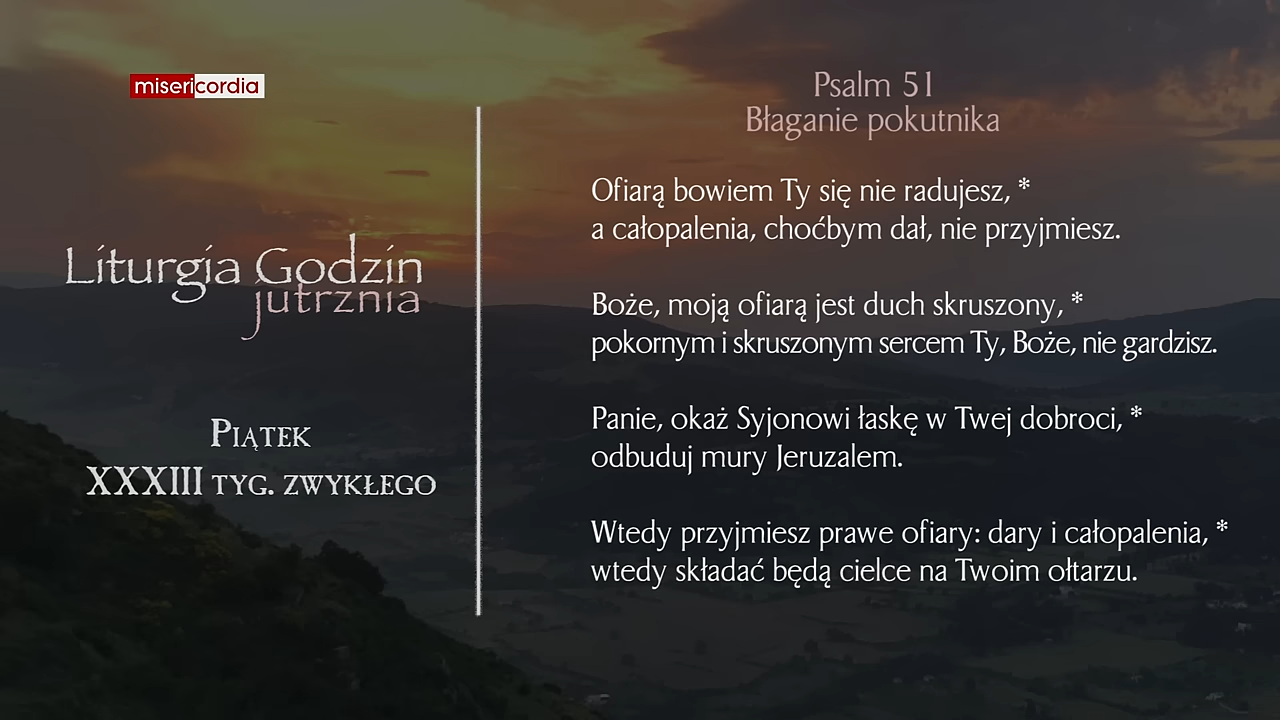 misericordia
Liturgia Godzin
jutrznia
Piątek
XXXIII tyg. zwykłego
Psalm 51
Błaganie pokutnika
Ofiarą bowiem Ty się nie radujesz, *
a całopalenia, choćbym dał, nie przyjmiesz.
Boże, moją ofiarą jest duch skruszony, *
pokornym i skruszonym sercem Ty, Boże, nie gardzisz.
Panie, okaż Syjonowi łaskę w Twej dobroci, *
odbuduj mury Jeruzalem.
Wtedy przyjmiesz prawe ofiary: dary i całopalenia, *
wtedy składać będą cielce na Twoim ołtarzu.